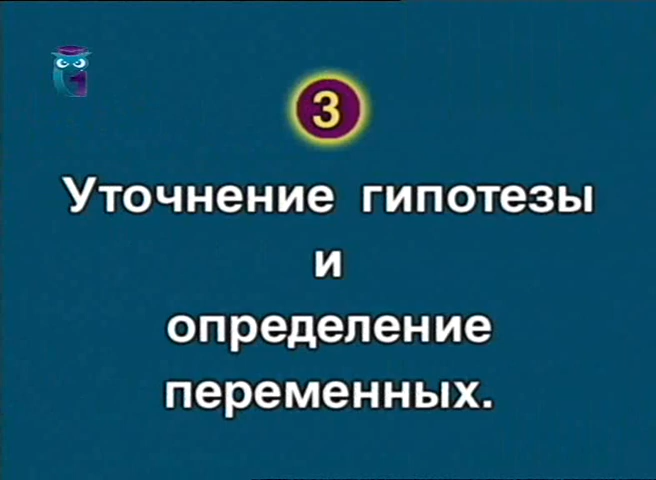 3
Уточнение гипотезы
и
определение
переменных.